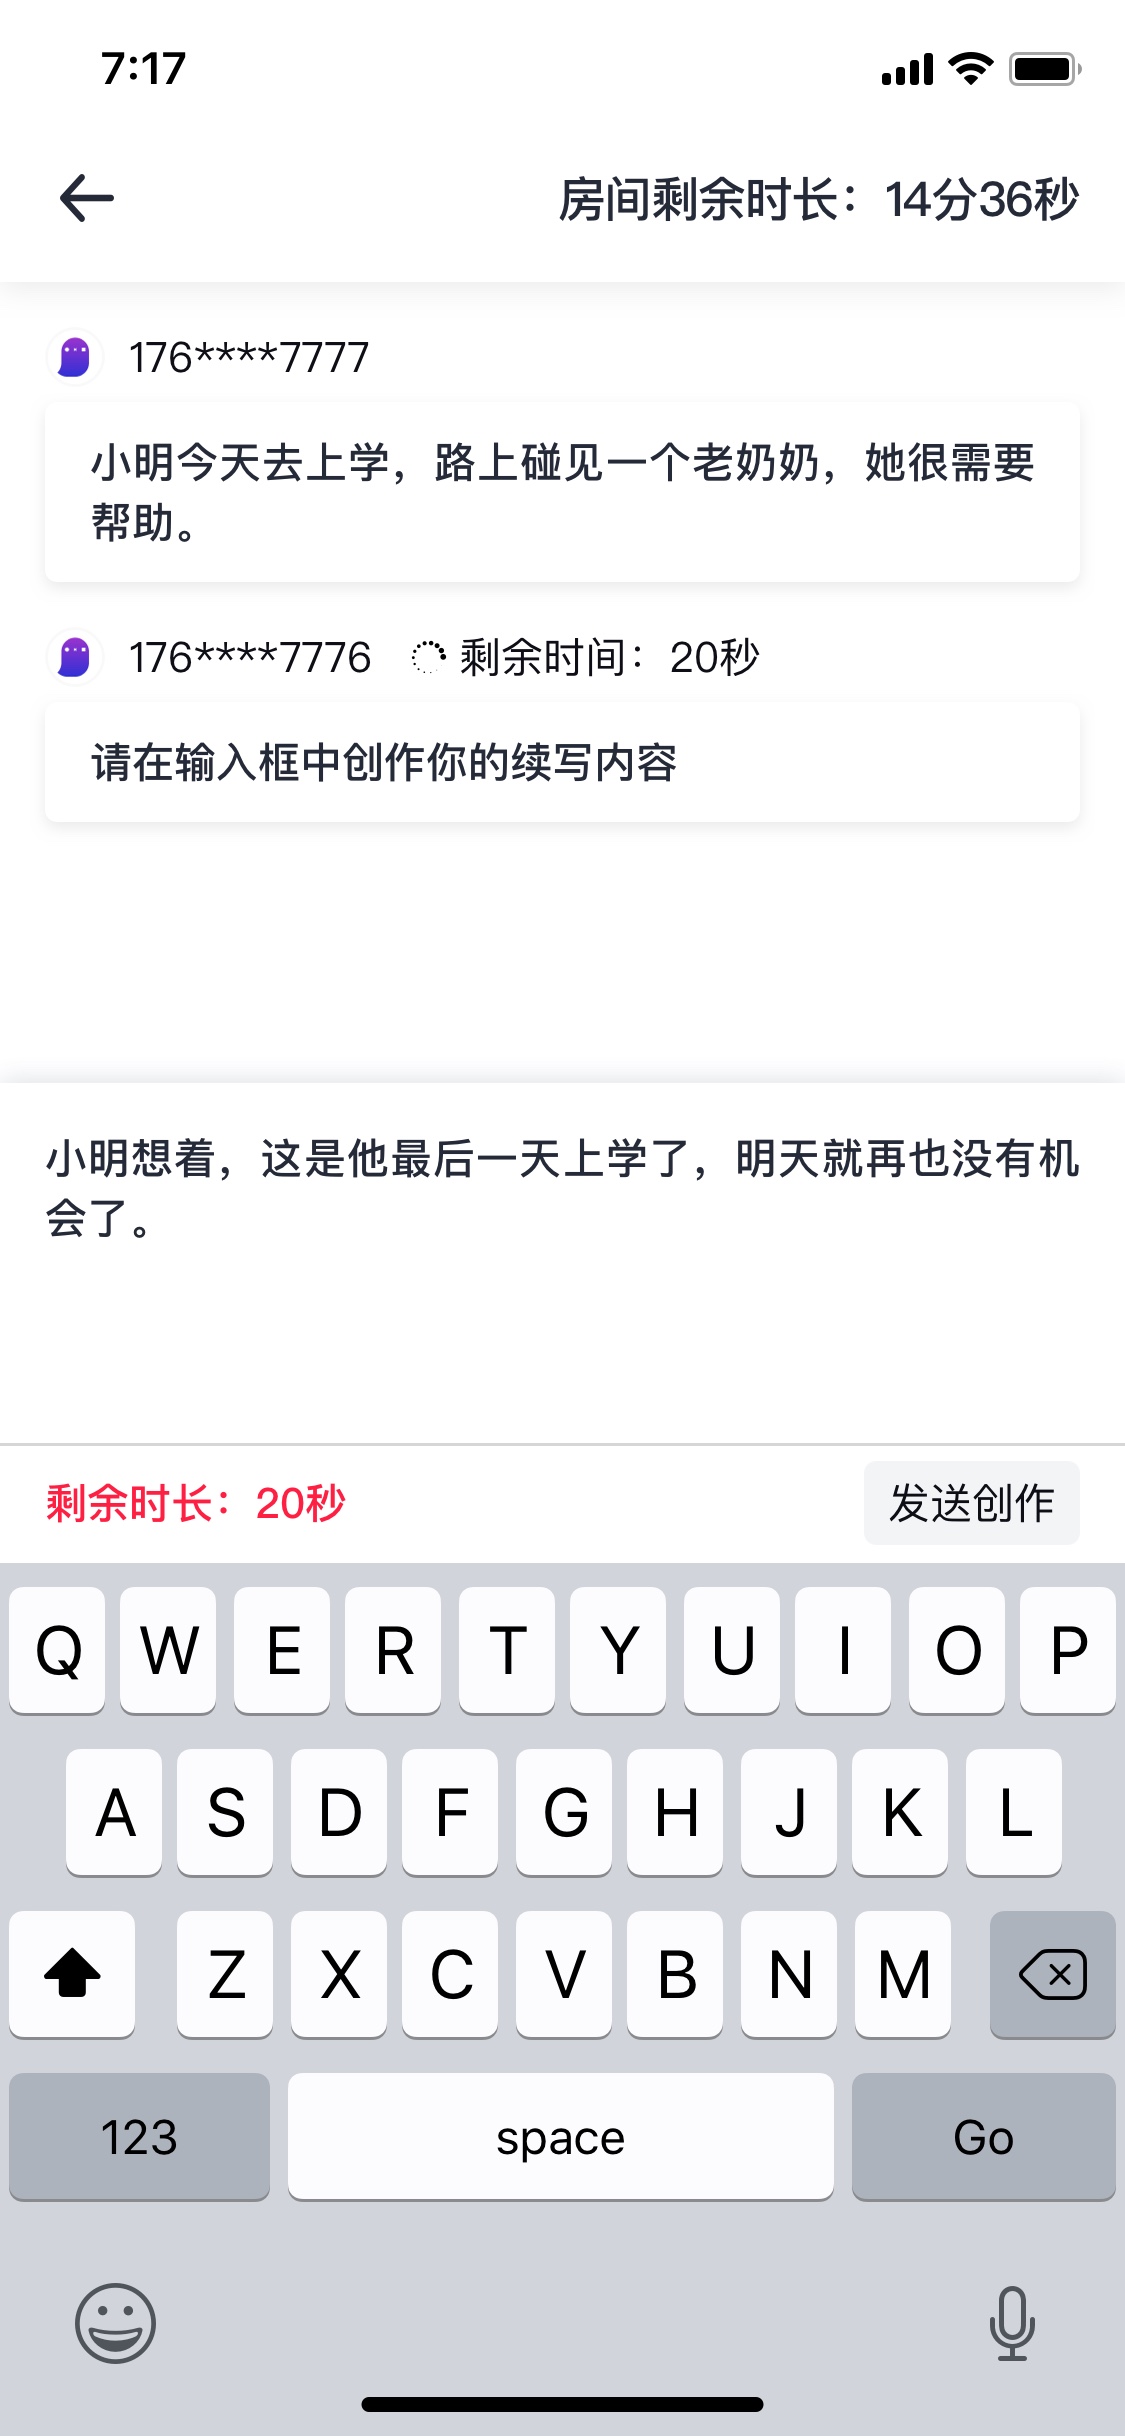 7:17
房间剩余时长：14分36秒
176****7777
小明今天去上学，路上碰见一个老奶奶，她很需要
帮助。
176****7776 剩余时间：20秒
请在输入框中创作你的续写内容
小明想着，这是他最后一天上学了，明天就再也没有机
会了。
剩余时长：20秒 发送创作
Q W E R T Y U I O P
A S D F G H J K L
Z X C V B N M
123 space Go